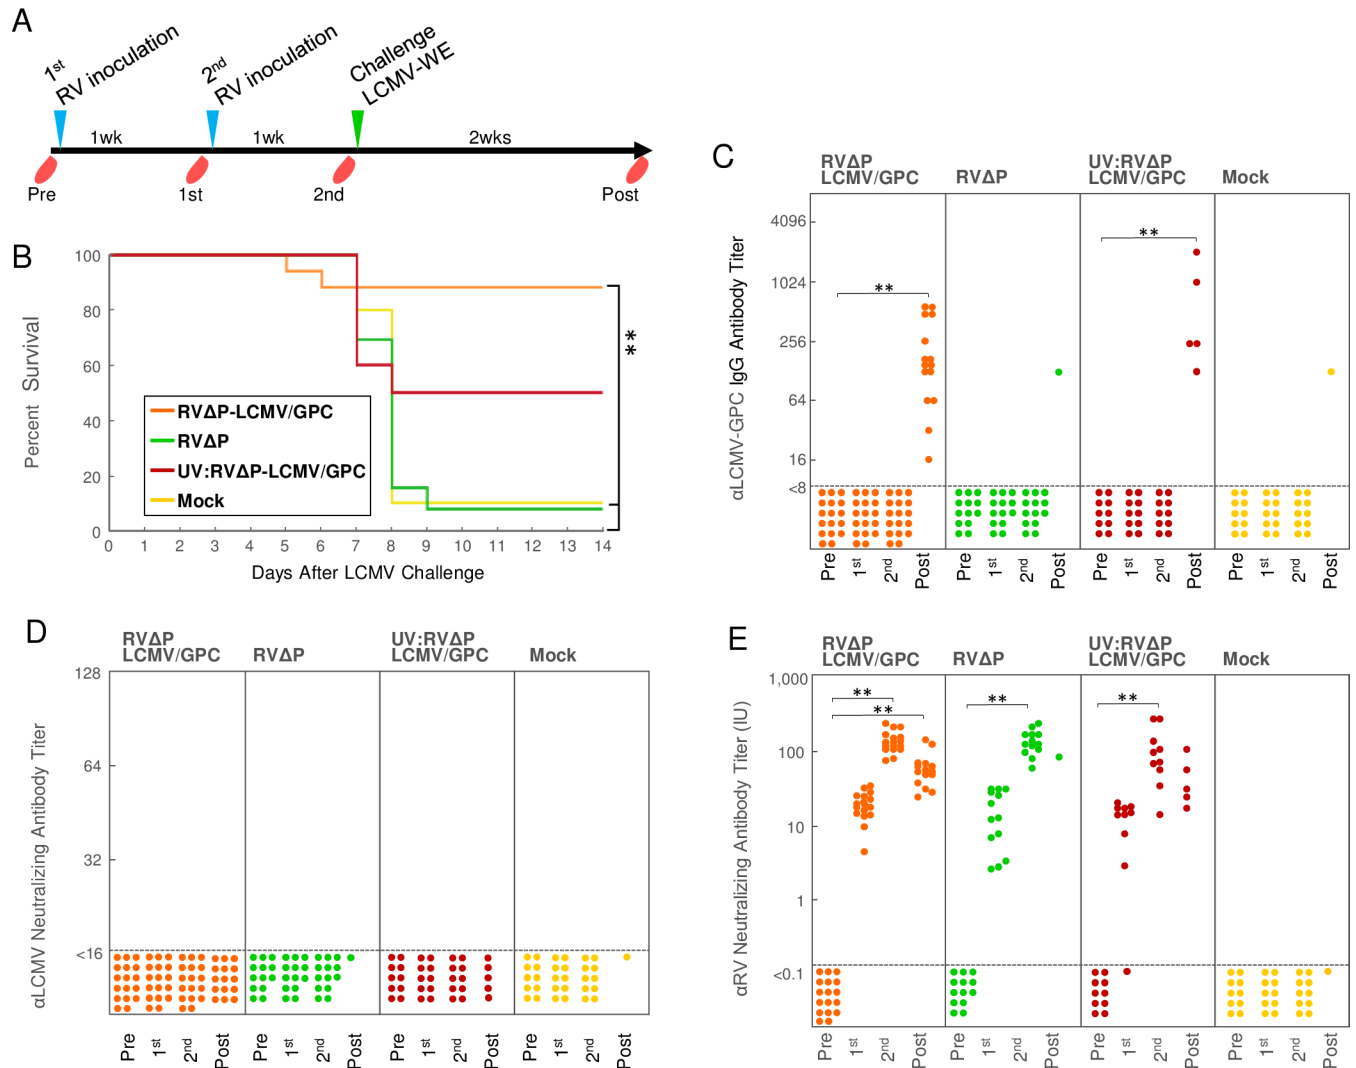 A
1st
RV inoculation
2nd
RV inoculation
Challenge
LCMV-WE
1wk
1wk
2wks
Pre
1st
2nd
Post
B
Percent Survival
100
80
60
40
20
0
0 1 2 3 4 5 6 7 8 9 10 11 12 13 14
Days After LCMV Challenge
RVΔP-LCMV/GPC
RVΔP
UV:RVΔP-LCMV/GPC
Mock
**
C
RVΔP
LCMV/GPC
RVΔP
UV:RVΔP
LCMV/GPC
Mock
αLCMV-GPC IgG Antibody Titer
4096
1024
256
64
16
<8
**
**
Pre 1st 2nd Post Pre 1st 2nd Post Pre 1st 2nd Post Pre 1st 2nd Post
D
RVΔP
LCMV/GPC
RVΔP
UV:RVΔP
LCMV/GPC
Mock
αLCMV Neutralizing Antibody Titer
128
64
32
<16
Pre 1st 2nd Post Pre 1st 2nd Post Pre 1st 2nd Post Pre 1st 2nd Post
E
RVΔP
LCMV/GPC
RVΔP
UV:RVΔP
LCMV/GPC
Mock
αRV Nutralizing Antibody Titer (IU)
1,000
100
10
1
<0.1
**
**
**
**
Pre 1st 2nd Post Pre 1st 2nd Post Pre 1st 2nd Post Pre 1st 2nd Post